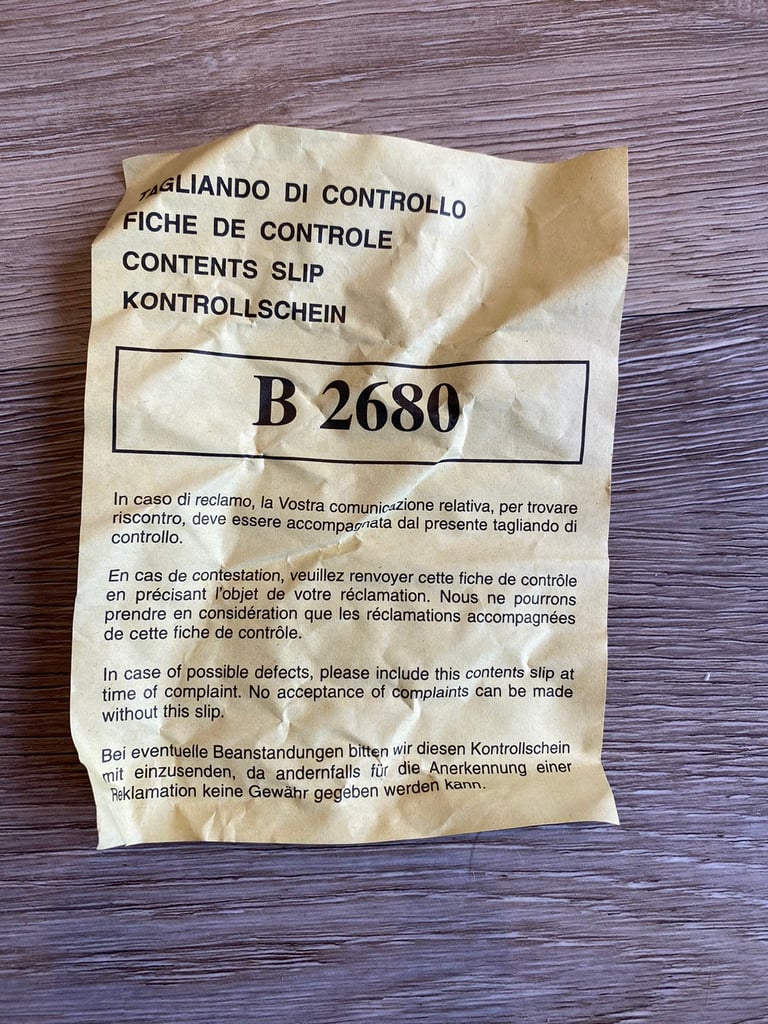 TAGLIANDO DI CONTROLLO
FICHE DE CONTROLE
CONTENTS SLIP
KONTROLLSCHEIN
B 2680
In caso di reclamo, la Vostra comunicazione relativa, per trovare
riscontro, deve essere accompagnata dal presente tagliando di
controllo.
En cas de contestation, veuillez renvoyer cette fiche de contrôle
en précisant l'objet de votre réclamation. Nous ne pourrons
prendre en considération que les réclamations accompagnées
de cette fiche de contrôle.
In case of possible defects, please include this contents slip at
time of complaint. No acceptance of complaints can be made
without this slip.
Bei eventuelle Beanstandungen bitten wir diesen Kontrollschein
mit einzusenden, da andernfalls für die Anerkennung einer
Reklamation keine Gewähr gegeben werden kann.